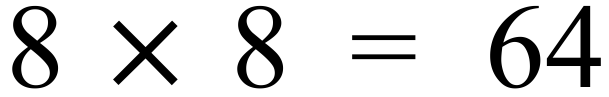 8 × 8 = 64